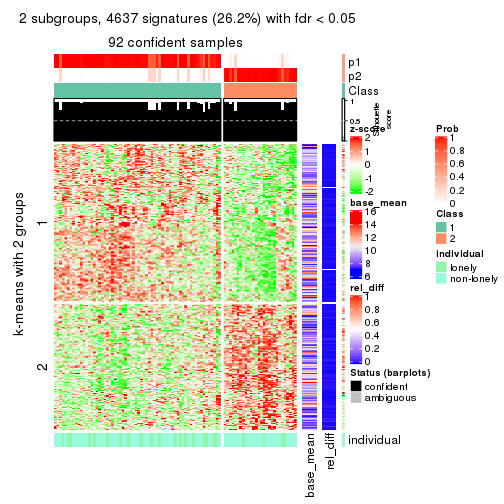 2 subgroups, 4637 signatures (26.2%) with fdr < 0.05
92 confident samples
p1
p2
Class
1
0.5
0
Silhouette
score
k-means with 2 groups
1
2
individual
base_mean
rel_diff
z-score
2
1
0
-1
-2
base_mean
16
14
12
10
8
6
rel_diff
1
0.8
0.6
0.4
0.2
0
Status (barplots)
confident
ambiguous
Prob
1
0.8
0.6
0.4
0.2
0
Class
1
2
individual
lonely
non-lonely